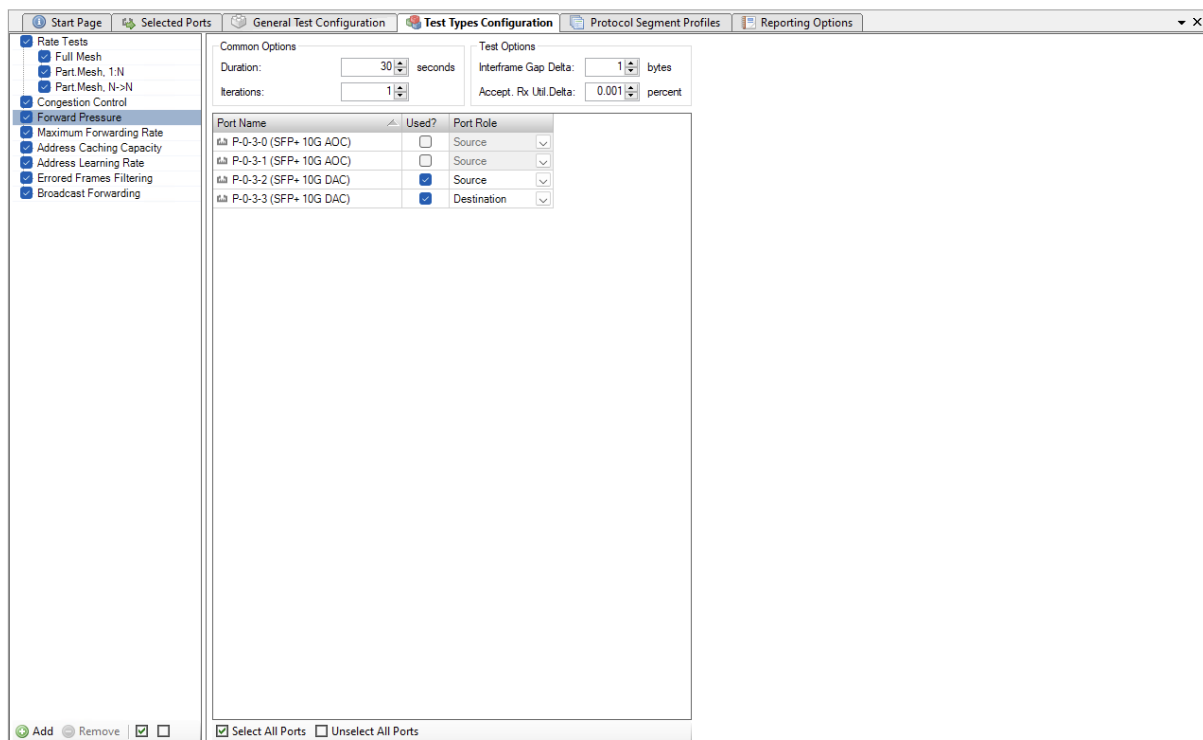 Start Page Selected Ports General Test Configuration Test Types Configuration Protocol Segment Profiles Reporting Options
Rate Tests
Full Mesh
Part.Mesh, 1:N
Part.Mesh, N->N
Congestion Control
Forward Pressure
Maximum Forwarding Rate
Address Caching Capacity
Address Learning Rate
Errored Frames Filtering
Broadcast Forwarding
Add Remove
Common Options
Duration: 30 seconds
Iterations: 1
Test Options
Interframe Gap Delta: 1 bytes
Accept. Rx Util.Delta: 0.001 percent
Port Name Used? Port Role
P-0-3-0 (SFP+ 10G AOC) Source
P-0-3-1 (SFP+ 10G AOC) Source
P-0-3-2 (SFP+ 10G DAC) Source
P-0-3-3 (SFP+ 10G DAC) Destination
Select All Ports Unselect All Ports